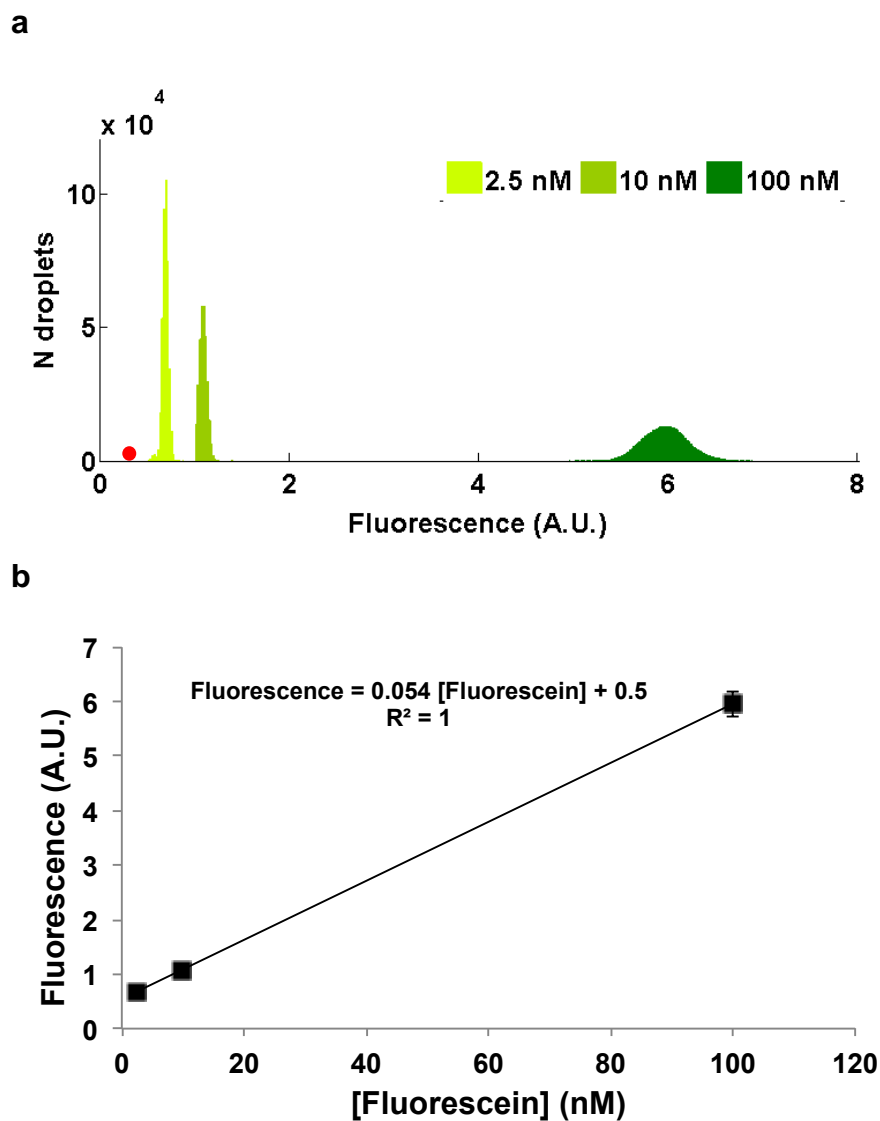 a
4
x 10
2.5 nM 10 nM 100 nM
10
5
0
N droplets
0 2 4 6 8
Fluorescence (A.U.)
b
7
6
5
4
3
2
1
0
Fluorescence = 0.054 [Fluorescein] + 0.5
R² = 1
Fluorescence (A.U.)
0 20 40 60 80 100 120
[Fluorescein] (nM)